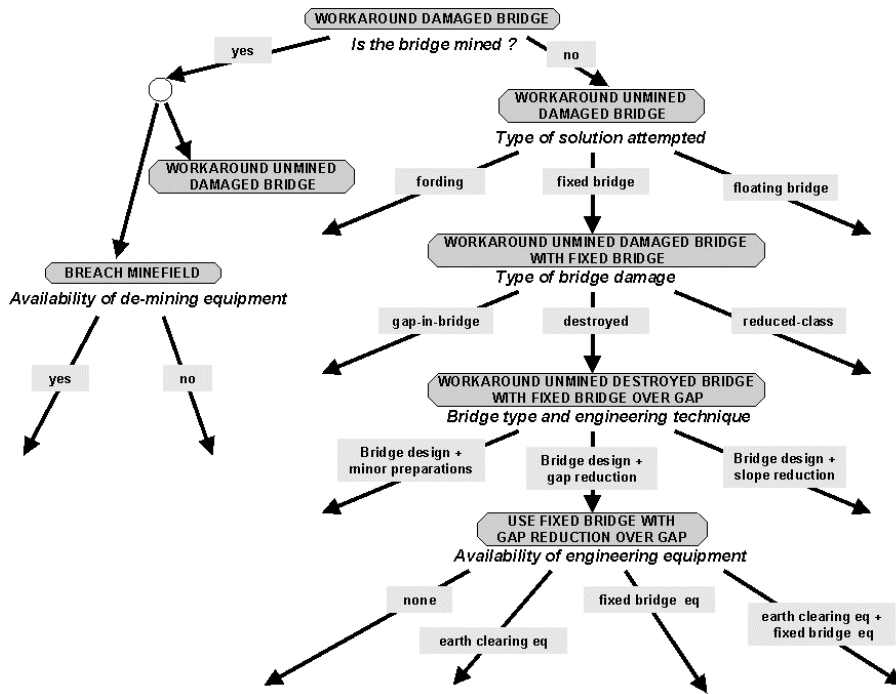 WORKAROUND DAMAGED BRIDGE
Is the bridge mined ?
yes
no
WORKAROUND UNMINED
DAMAGED BRIDGE
Type of solution attempted
WORKAROUND UNMINED
DAMAGED BRIDGE
fording
fixed bridge
floating bridge
WORKAROUND UNMINED DAMAGED BRIDGE
WITH FIXED BRIDGE
Type of bridge damage
BREACH MINEFIELD
Availability of de-mining equipment
gap-in-bridge
destroyed
reduced-class
yes
no
WORKAROUND UNMINED DESTROYED BRIDGE
WITH FIXED BRIDGE OVER GAP
Bridge type and engineering technique
Bridge design +
minor preparations
Bridge design +
gap reduction
Bridge design +
slope reduction
USE FIXED BRIDGE WITH
GAP REDUCTION OVER GAP
Availability of engineering equipment
none
earth clearing eq
fixed bridge eq
earth clearing eq +
fixed bridge eq